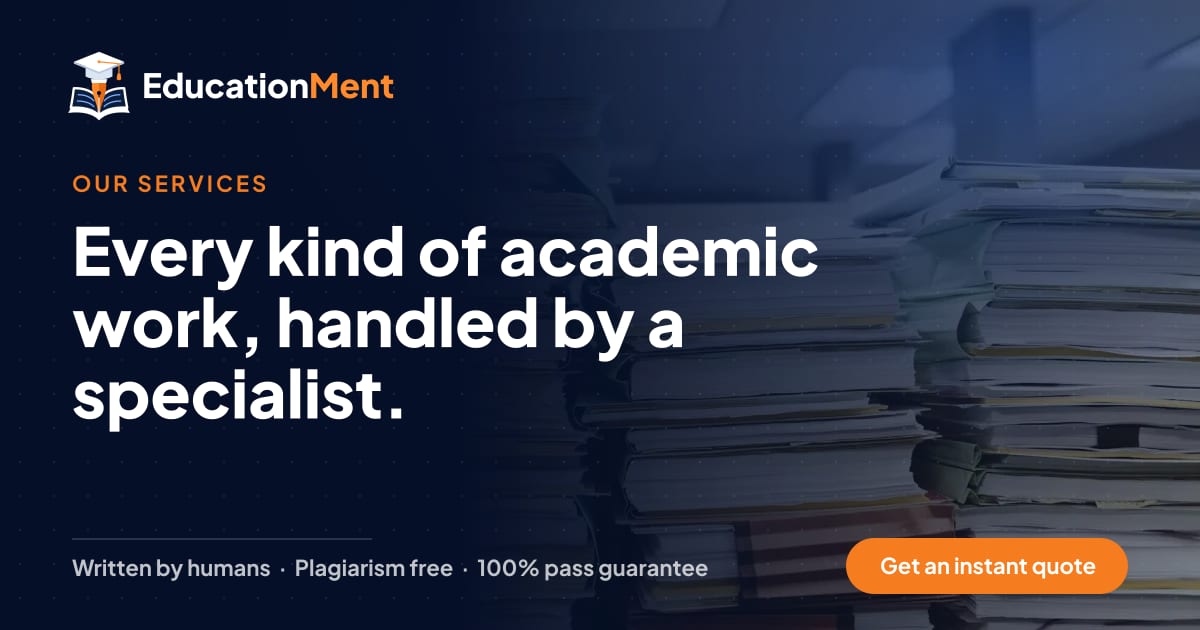 EducationMent
OUR SERVICES
Every kind of academic
work, handled by a
specialist.
Written by humans · Plagiarism free · 100% pass guarantee
Get an instant quote